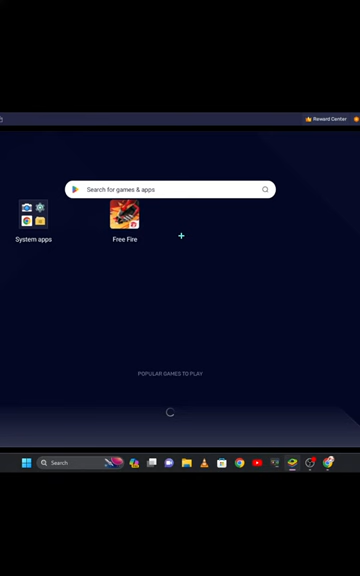 Reward Center
Search for games & apps
System apps
Free Fire
POPULAR GAMES TO PLAY
Search